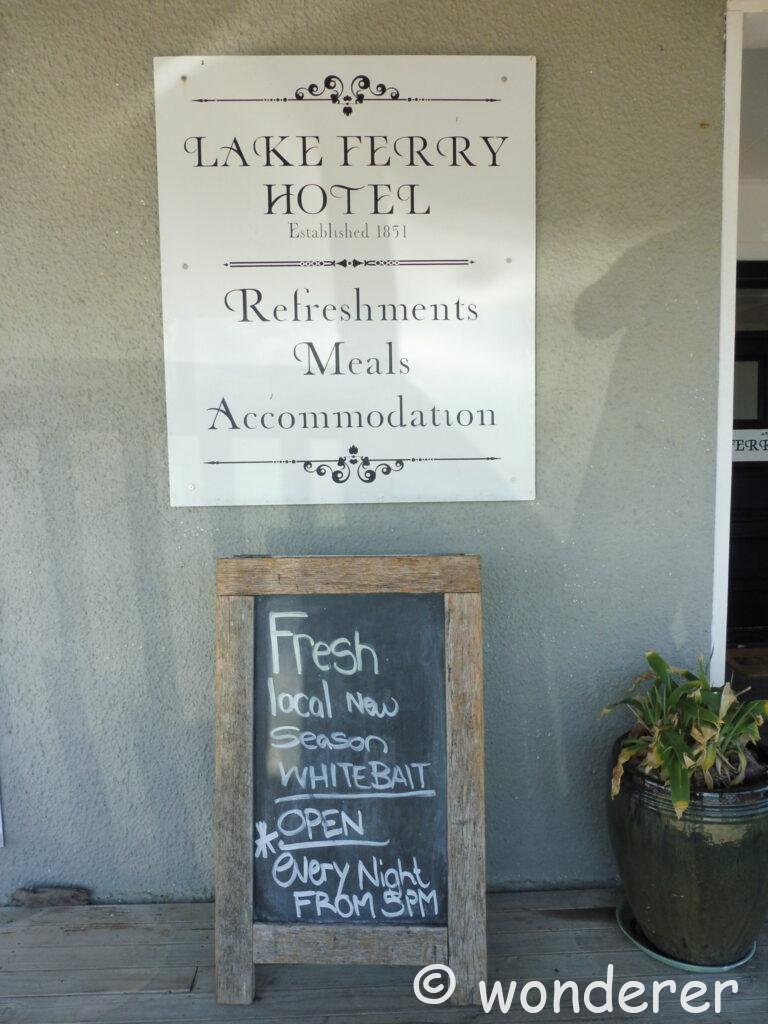 LAKE FERRY
HOTEL
Established 1851
Refreshments
Meals
Accommodation
FERR
Fresh
local New
Season
WHITEBAIT
* OPEN
every Night
FROM 5PM
© wonderer